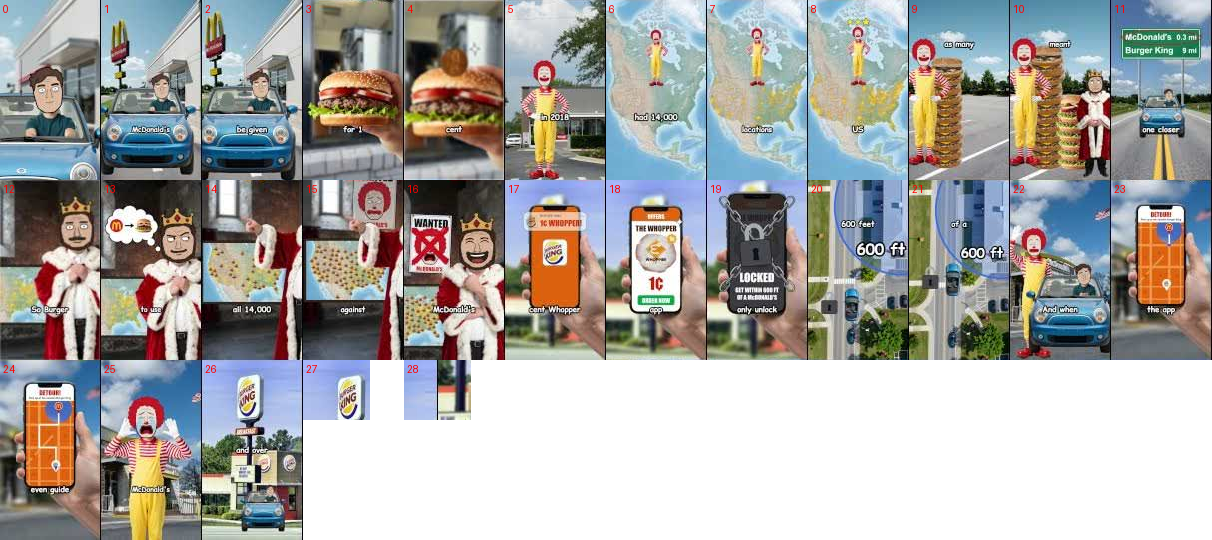 0
1
McDonald's
2
be given
3
for 1
4
cent
5
in 2018
6
had 14,000
7
locations
8
US
9
as many
10
meant
11
McDonald's 0.3 mi
Burger King 9 mi
one closer
12
So Burger
13
to use
14
all 14,000
15
against
16
WANTED
McDONALD'S
McDonald's
17
1¢ WHOPPER!
BURGER KING
cent Whopper
18
OFFERS
THE WHOPPER
1¢
ORDER NOW
app
19
LOCKED
GET WITHIN 600 FT
OF A McDONALD'S
only unlock
20
600 feet
600 ft
21
of a
600 ft
22
And when
23
DETOUR!
the app
24
DETOUR!
even guide
25
McDonald's
26
BURGER KING
and over
27
BURGER KING
28